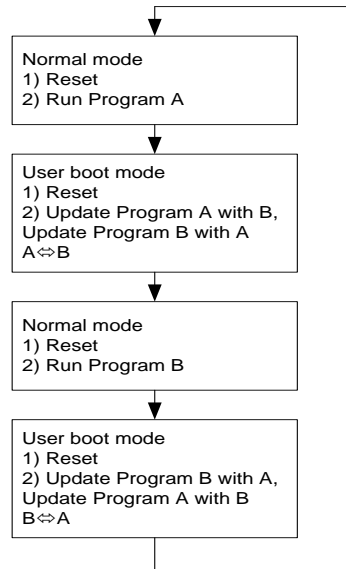 Normal mode
1) Reset
2) Run Program A
User boot mode
1) Reset
2) Update Program A with B,
Update Program B with A
A⇔B
Normal mode
1) Reset
2) Run Program B
User boot mode
1) Reset
2) Update Program B with A,
Update Program A with B
B⇔A